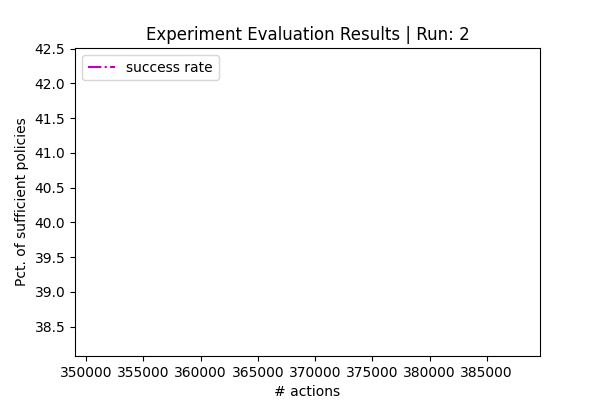 Experiment Evaluation Results | Run: 2
success rate
Pct. of sufficient policies
42.5
42.0
41.5
41.0
40.5
40.0
39.5
39.0
38.5
350000 355000 360000 365000 370000 375000 380000 385000
# actions